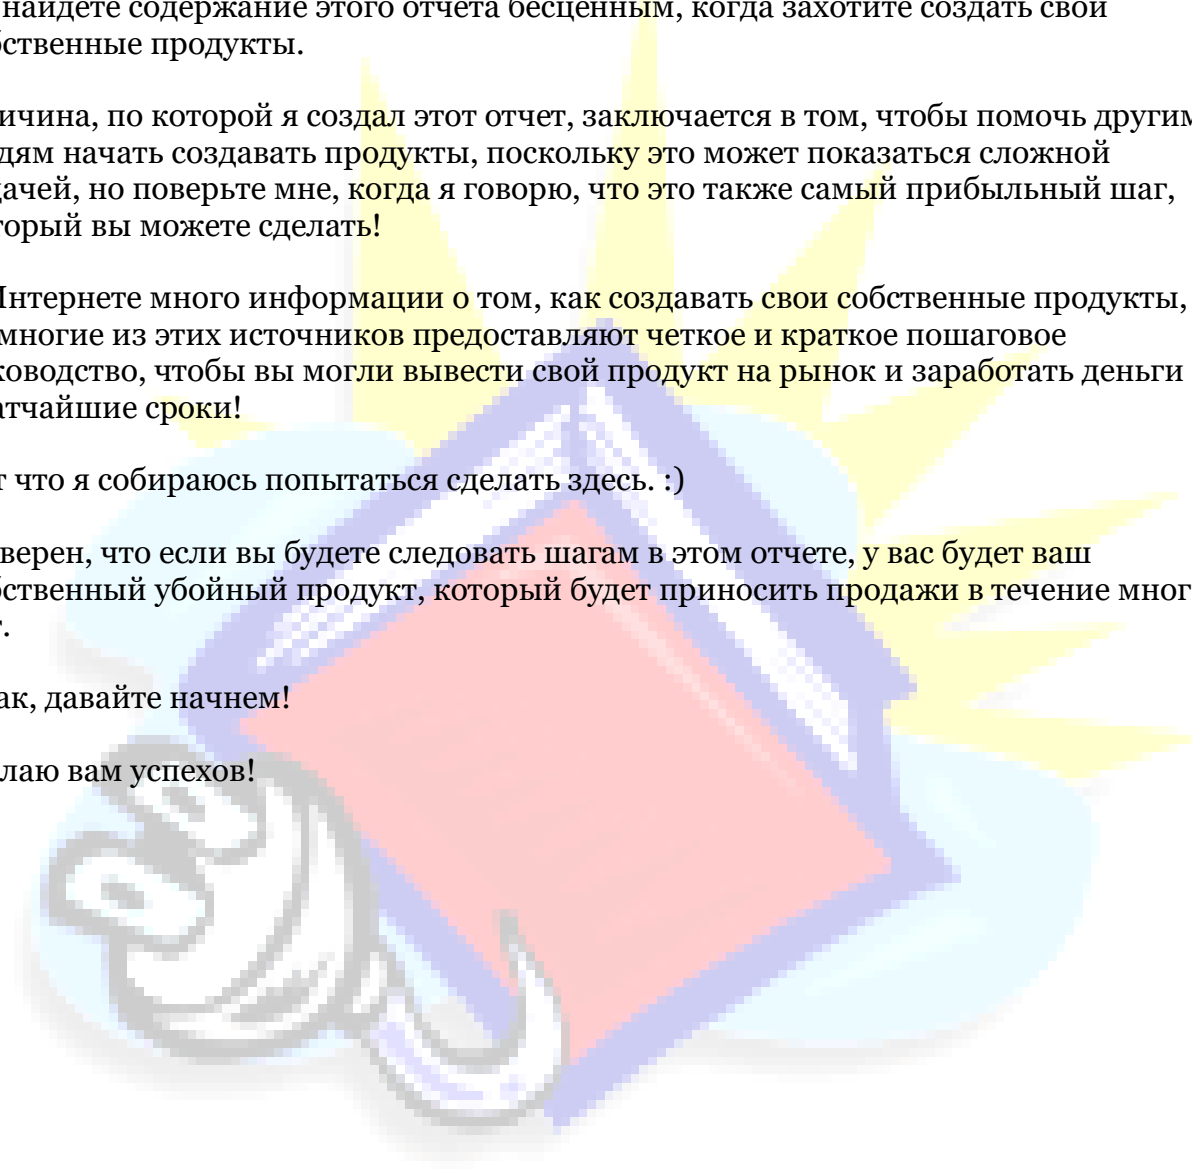 найдете содержание этого отчета бесценным, когда захотите создать свои
бственные продукты.
ичина, по которой я создал этот отчет, заключается в том, чтобы помочь другим
дям начать создавать продукты, поскольку это может показаться сложной
дачей, но поверьте мне, когда я говорю, что это также самый прибыльный шаг,
торый вы можете сделать!
Интернете много информации о том, как создавать свои собственные продукты,
многие из этих источников предоставляют четкое и краткое пошаговое
ководство, чтобы вы могли вывести свой продукт на рынок и заработать деньги
атчайшие сроки!
т что я собираюсь попытаться сделать здесь. :)
верен, что если вы будете следовать шагам в этом отчете, у вас будет ваш
бственный убойный продукт, который будет приносить продажи в течение мног
т.
ак, давайте начнем!
лаю вам успехов!